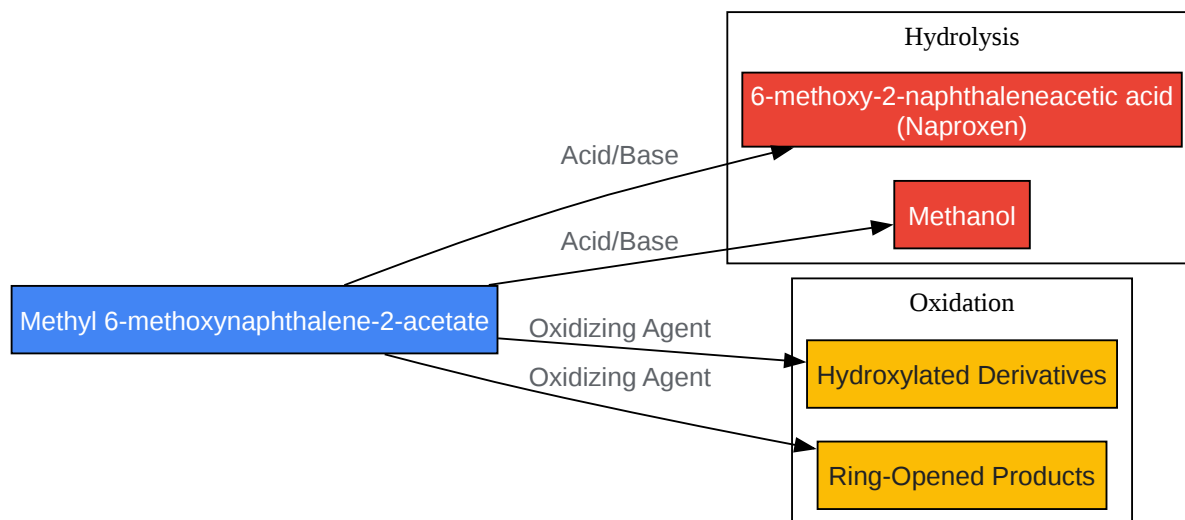 Hydrolysis
6-methoxy-2-naphthaleneacetic acid
(Naproxen)
Acid/Base
Methanol
Acid/Base
Methyl 6-methoxynaphthalene-2-acetate
Oxidation
Oxidizing Agent
Hydroxylated Derivatives
Oxidizing Agent
Ring-Opened Products